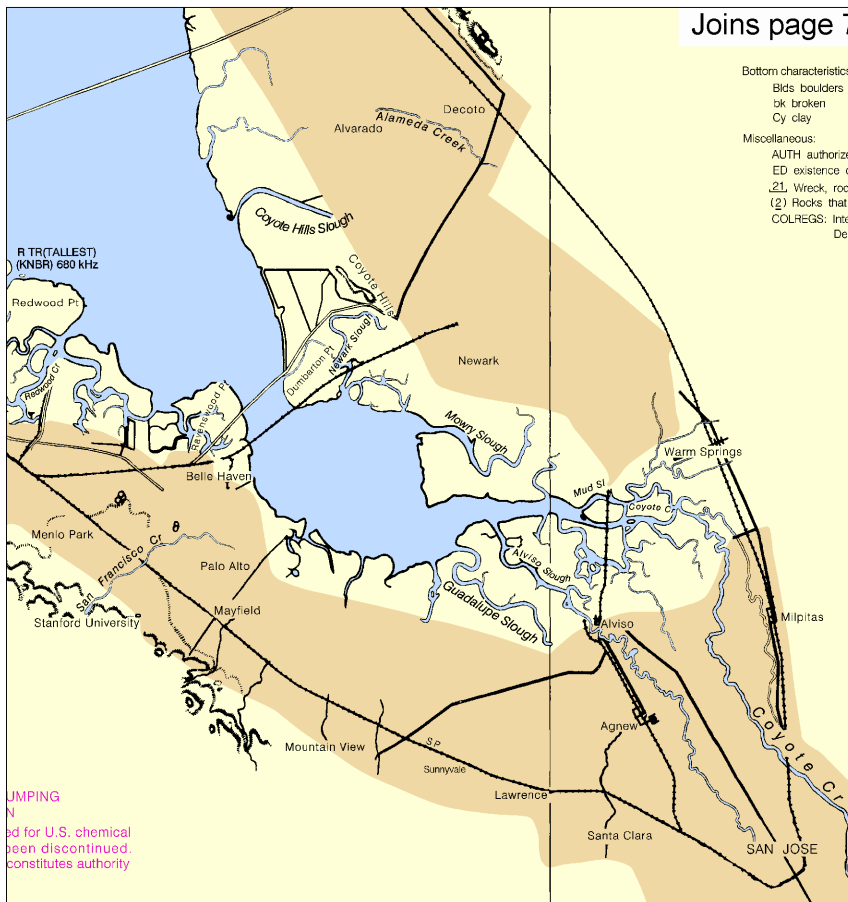 Joins page 7
Bottom characteristics
Blds boulders
bk broken
Cy clay
Miscellaneous:
AUTH authorize
ED existence
21, Wreck, roc
(2) Rocks that
COLREGS: Inte
De
Decoto
Alameda Creek
Alvarado
Coyote Hills Slough
R TR(TALLEST)
(KNBR) 680 kHz
Coyote Hills
Redwood Pt
Newark Slough
Dumbarton Pt
Newark
Redwood Cr
Ravenswood Pt
Mowry Slough
Warm Springs
Belle Haven
Mud Sl
Coyote C
Menlo Park
San Francisco Cr
Palo Alto
Alviso Slough
Guadalupe Slough
Mayfield
Stanford University
Alviso
Milpitas
Coyote Cr
Agnew
Mountain View
SP
Sunnyvale
Lawrence
Santa Clara
SAN JOSE
UMPING
N
ed for U.S. chemical
been discontinued.
constitutes authority